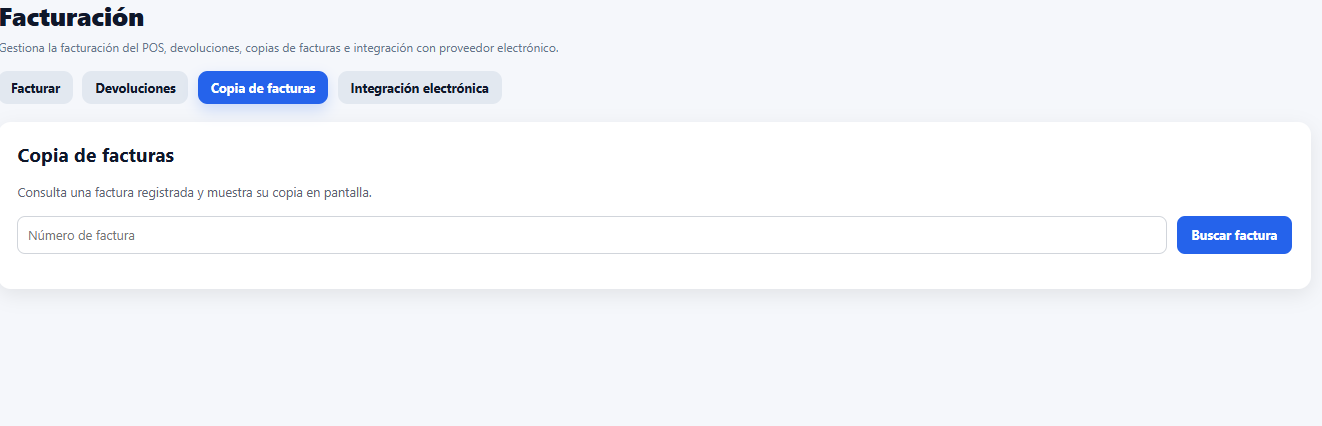 Facturación
Gestiona la facturación del POS, devoluciones, copias de facturas e integración con proveedor electrónico.
Facturar Devoluciones Copia de facturas Integración electrónica
Copia de facturas
Consulta una factura registrada y muestra su copia en pantalla.
Número de factura Buscar factura